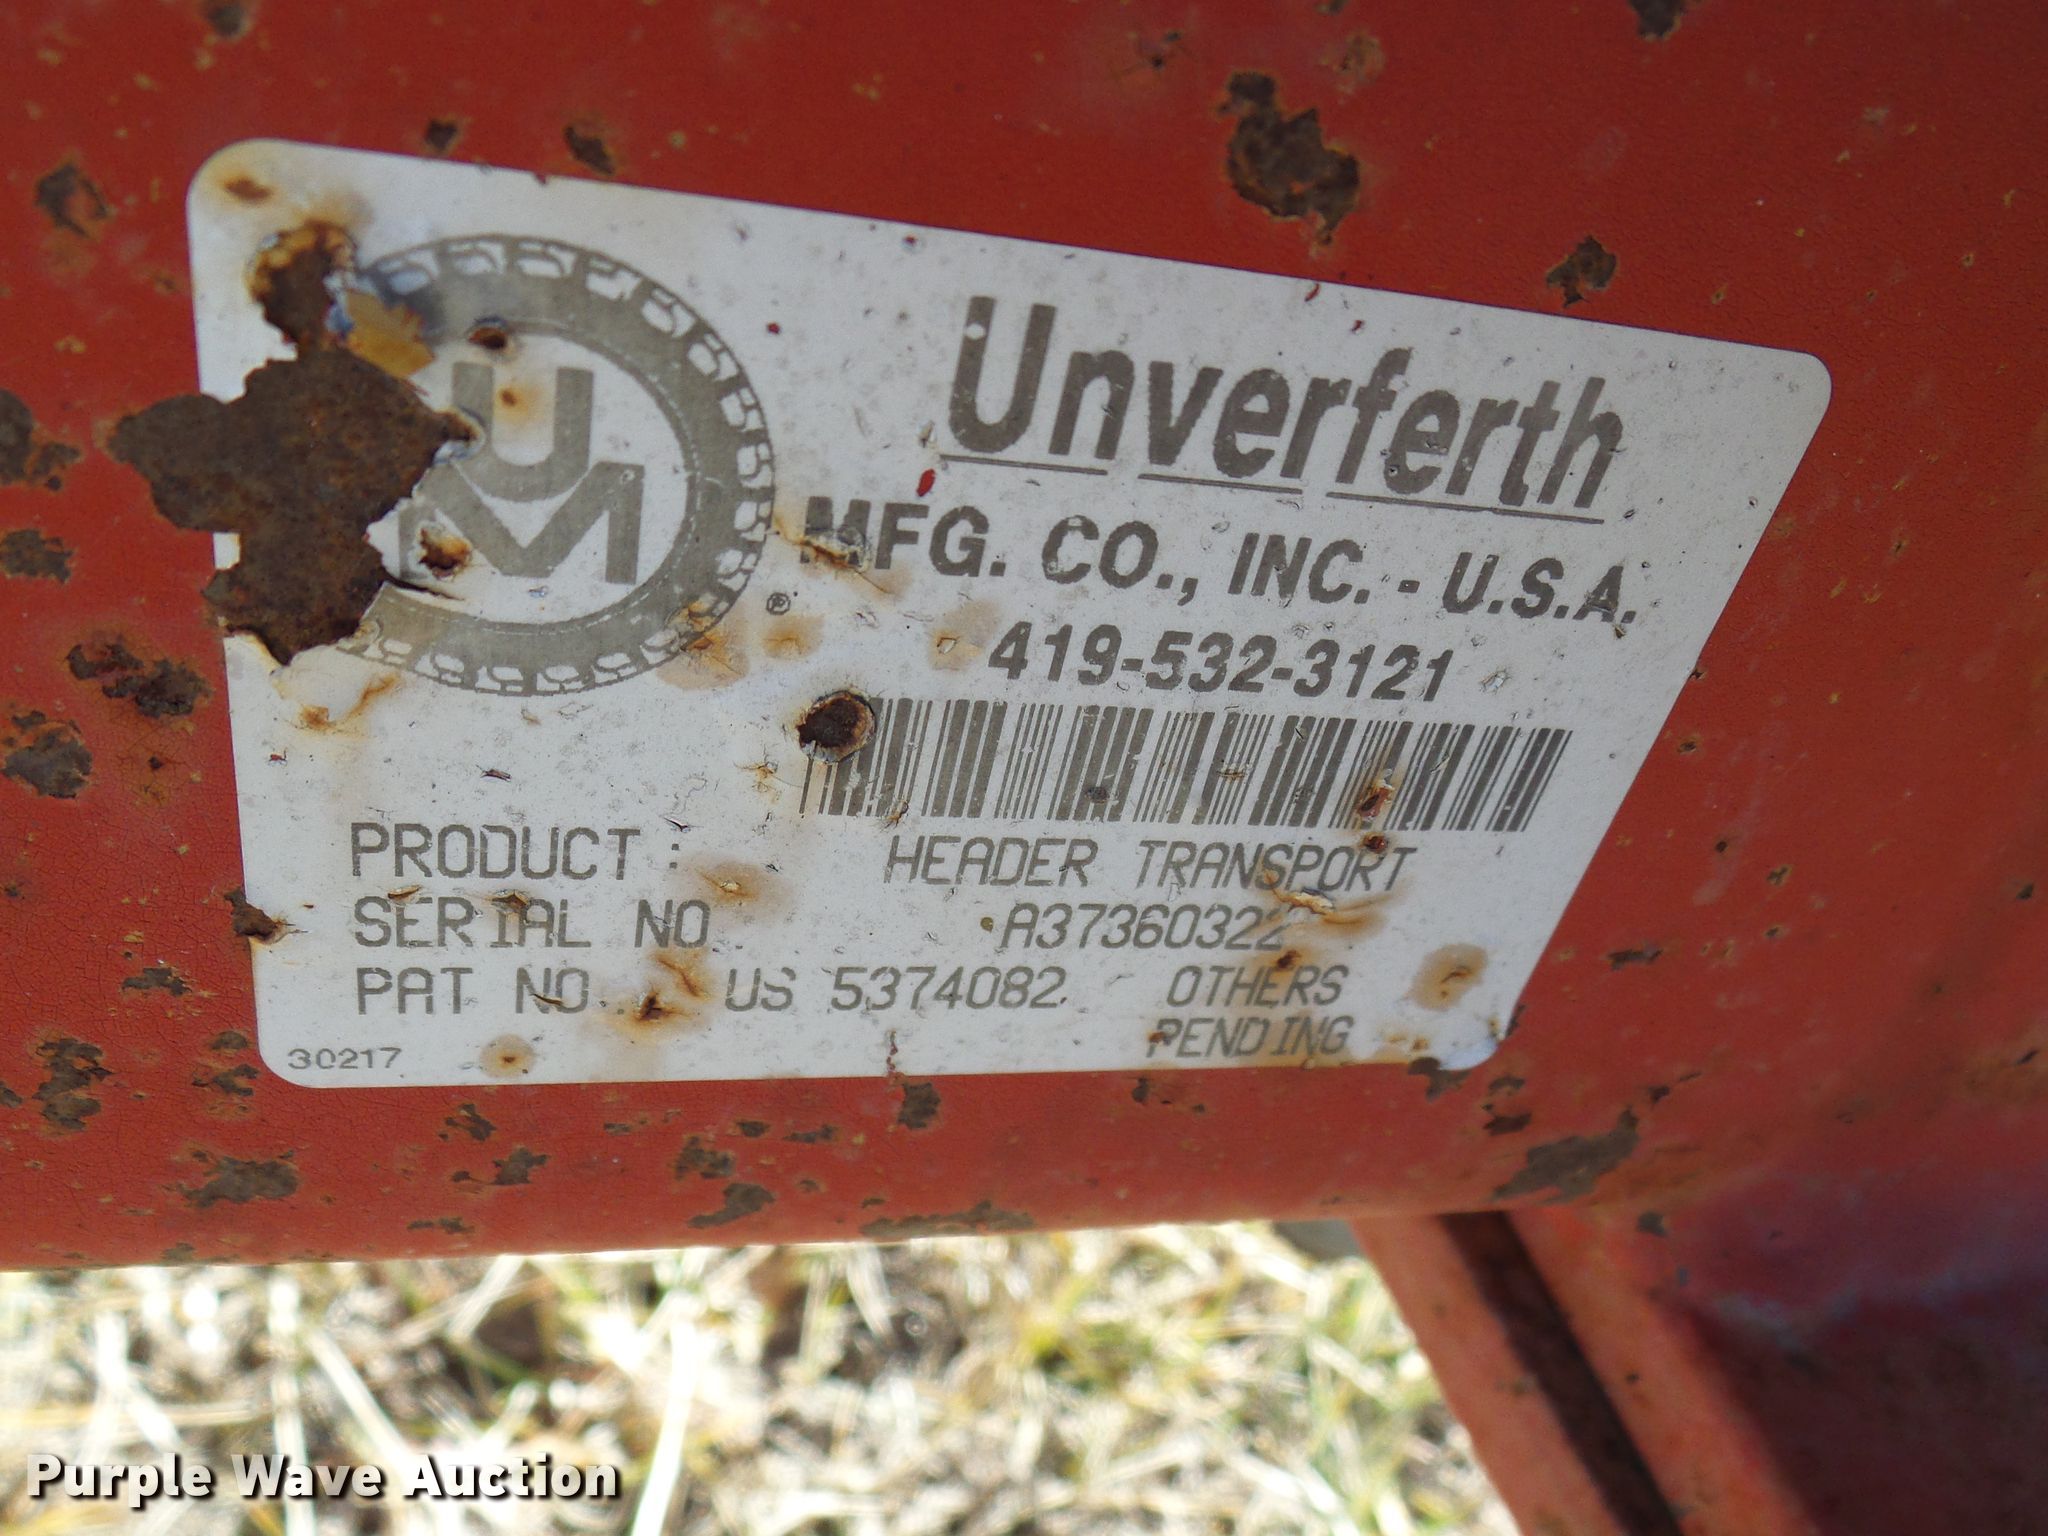 UM
®
Unverferth
MFG. CO., INC. - U.S.A.
419-532-3121
PRODUCT : HEADER TRANSPORT
SERIAL NO A37360322
PAT NO. US 5374082 OTHERS
PENDING
30217
Purple Wave Auction